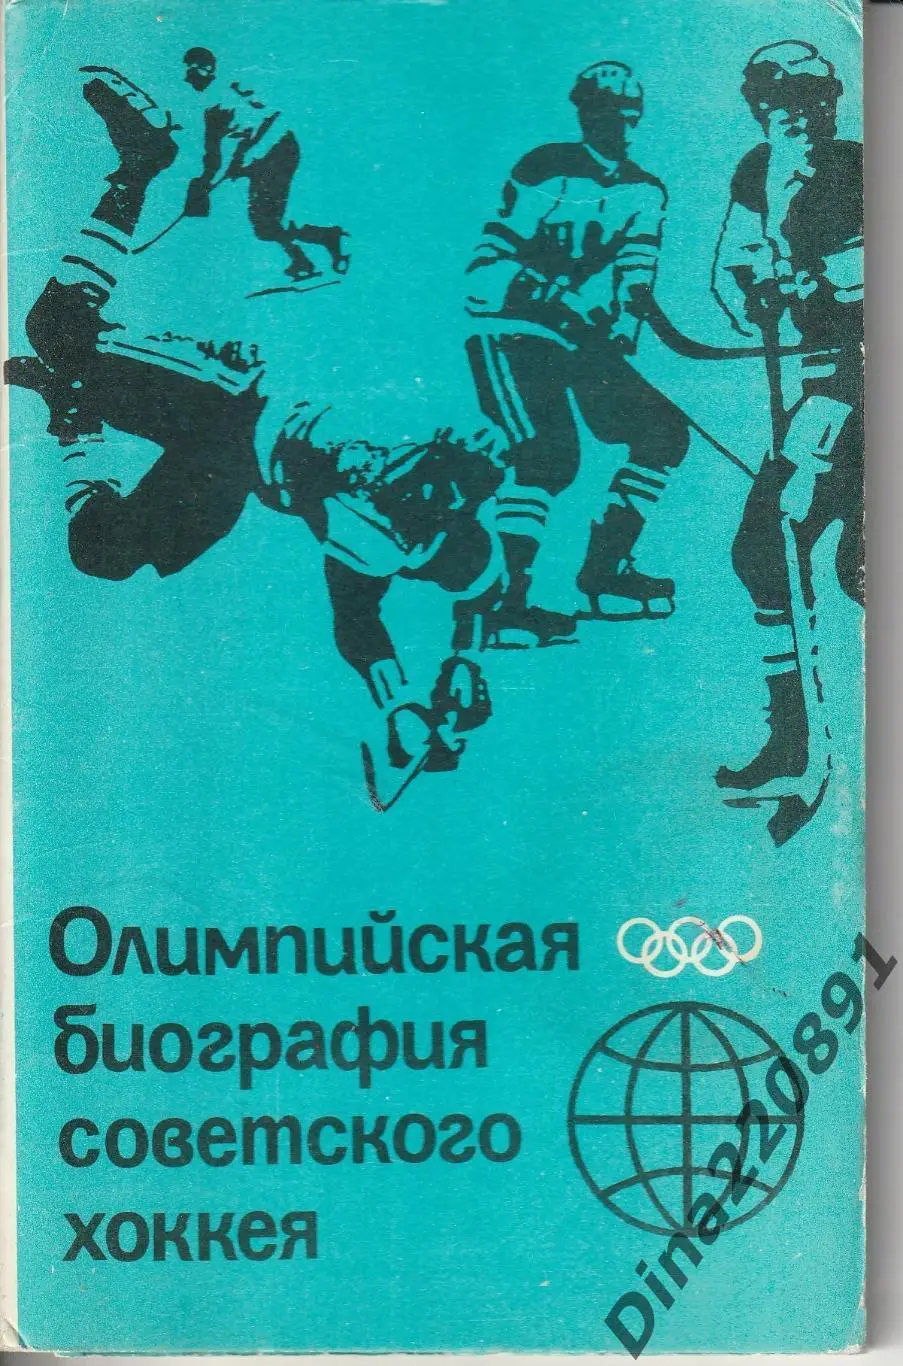 Олимпийская
биография
советского
хоккея
Dina220891